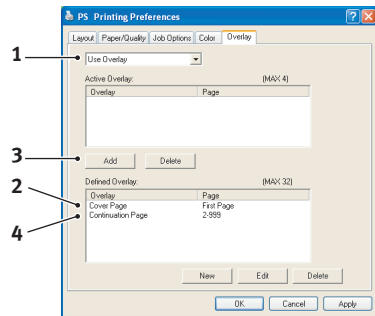 PS Printing Preferences
Layout Paper/Quality Job Options Color Overlay
1
Use Overlay
Active Overlay: (MAX 4)
Overlay Page
3
Add Delete
Defined Overlay: (MAX 32)
Overlay Page
2
Cover Page First Page
Continuation Page 2-999
4
New Edit Delete
OK Cancel Apply